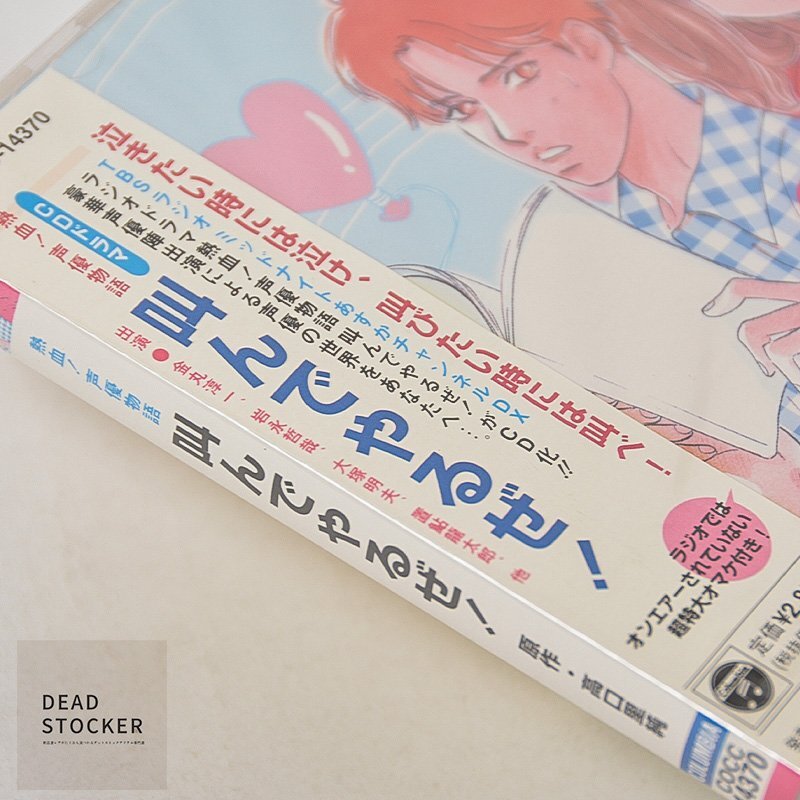 -14370
泣きたい時には泣け、叫びたい時には叫べ!
TBSラジオミッドナイトあすかチャンネルDX
ラジオドラマ熱血!声優物語叫んでやるぜ!がCD化!!
豪華声優陣出演による声優の世界をあなたへ…。
CDドラマ
熱血!声優物語
叫んでやるぜ!
出演●金丸淳一、岩永哲哉、大塚明夫、置鮎龍太郎、他
ラジオでは
オンエアーされていない
超特大オマケ付き!
定価¥2,
(税抜
熱血!声優物語
叫んでやるぜ!
原作・高口里純
COLUMBIA
COCC
14370
DEAD
STOCKER